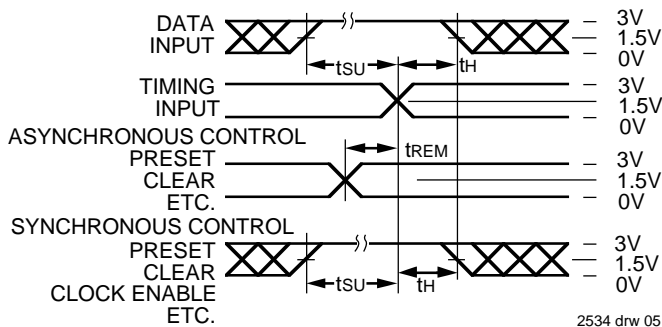 DATA
INPUT
3V
1.5V
0V
tSU
tH
TIMING
INPUT
3V
1.5V
0V
ASYNCHRONOUS CONTROL
PRESET
CLEAR
ETC.
tREM
3V
1.5V
0V
SYNCHRONOUS CONTROL
PRESET
CLEAR
CLOCK ENABLE
ETC.
tSU
tH
3V
1.5V
0V
2534 drw 05